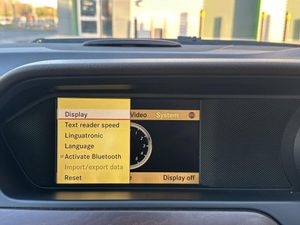 Video System
Display
Text reader speed
Linguatronic
Language
Activate Bluetooth
Import/export data
Reset
Display off